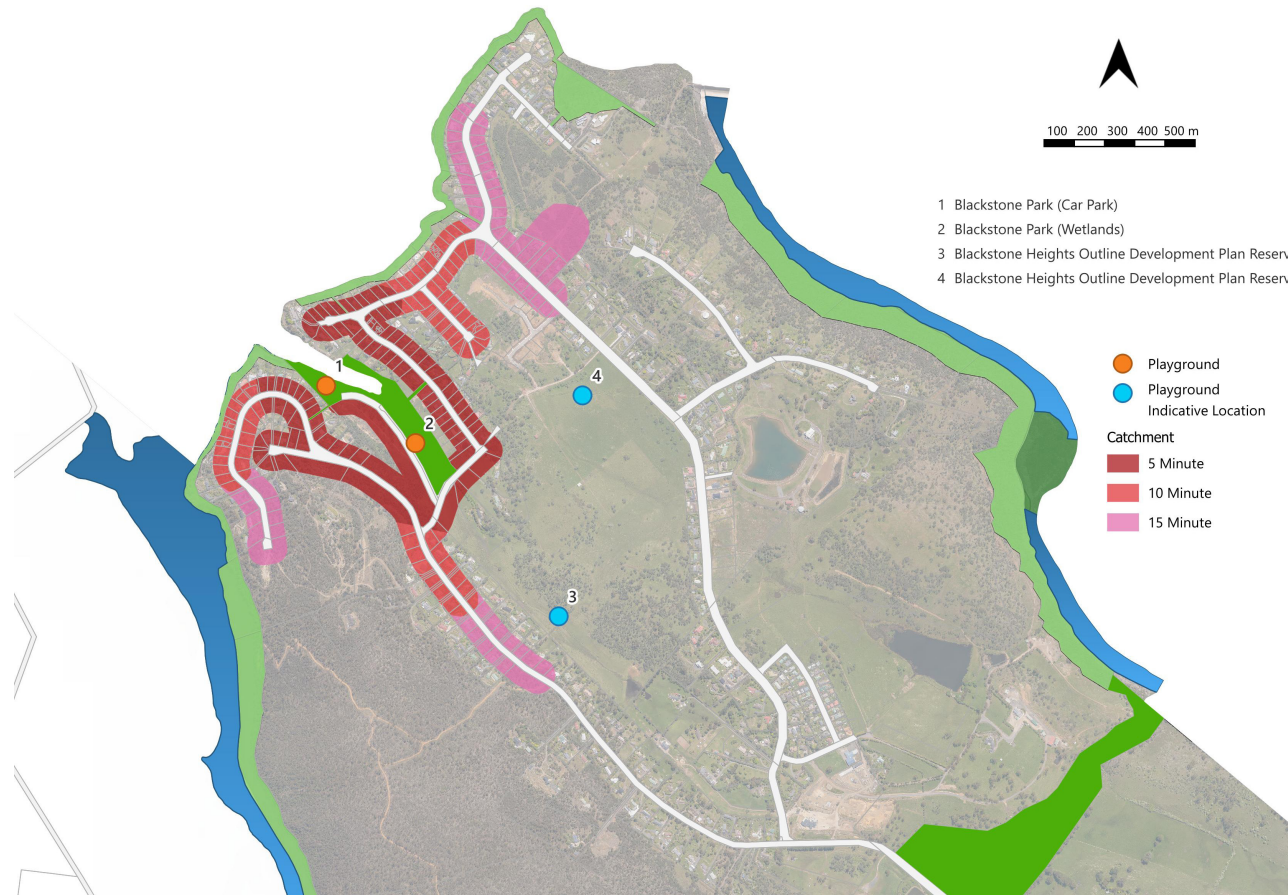 100 200 300 400 500 m
1 Blackstone Park (Car Park)
2 Blackstone Park (Wetlands)
3 Blackstone Heights Outline Development Plan Reserv
4 Blackstone Heights Outline Development Plan Reserv
1
4
2
3
Playground
Playground
Indicative Location
Catchment
5 Minute
10 Minute
15 Minute